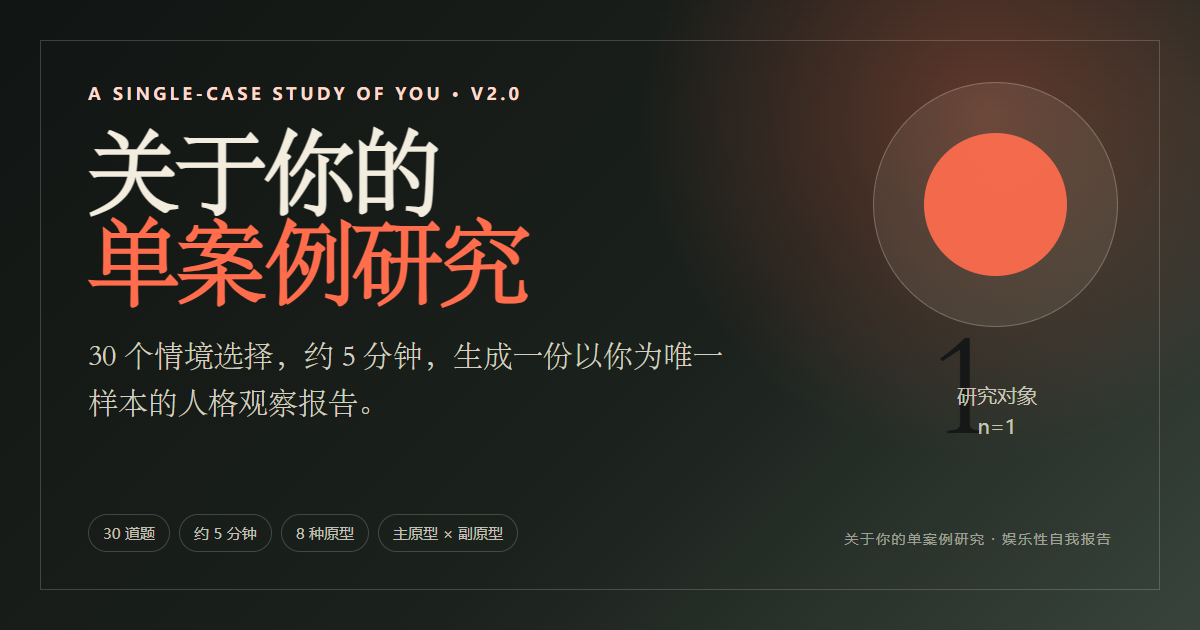 A SINGLE-CASE STUDY OF YOU • V2.0
关于你的
单案例研究
30 个情境选择，约 5 分钟，生成一份以你为唯一
样本的人格观察报告。
1
研究对象
n=1
30 道题
约 5 分钟
8 种原型
主原型 × 副原型
关于你的单案例研究 · 娱乐性自我报告